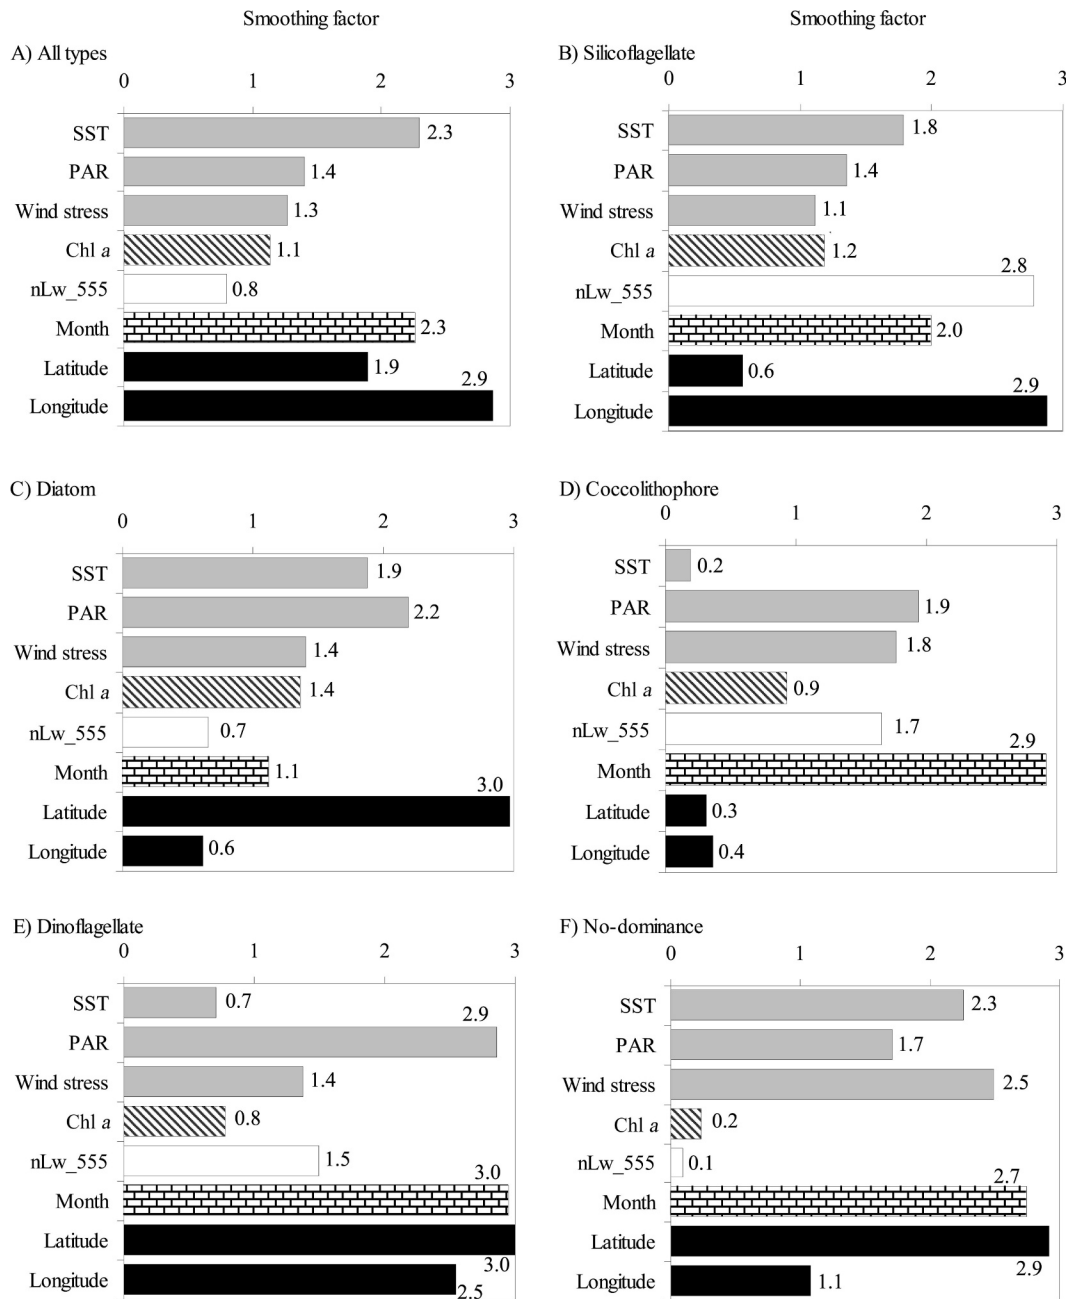 Smoothing factor
A) All types
0 1 2 3
SST 2.3
PAR 1.4
Wind stress 1.3
Chl a 1.1
nLw_555 0.8
Month 2.3
Latitude 1.9
Longitude 2.9
Smoothing factor
B) Silicoflagellate
0 1 2 3
SST 1.8
PAR 1.4
Wind stress 1.1
Chl a 1.2
nLw_555 2.8
Month 2.0
Latitude 0.6
Longitude 2.9
C) Diatom
0 1 2 3
SST 1.9
PAR 2.2
Wind stress 1.4
Chl a 1.4
nLw_555 0.7
Month 1.1
Latitude 3.0
Longitude 0.6
D) Coccolithophore
0 1 2 3
SST 0.2
PAR 1.9
Wind stress 1.8
Chl a 0.9
nLw_555 1.7
Month 2.9
Latitude 0.3
Longitude 0.4
E) Dinoflagellate
0 1 2 3
SST 0.7
PAR 2.9
Wind stress 1.4
Chl a 0.8
nLw_555 1.5
Month 3.0
Latitude 3.0
Longitude 2.5
F) No-dominance
0 1 2 3
SST 2.3
PAR 1.7
Wind stress 2.5
Chl a 0.2
nLw_555 0.1
Month 2.7
Latitude 2.9
Longitude 1.1